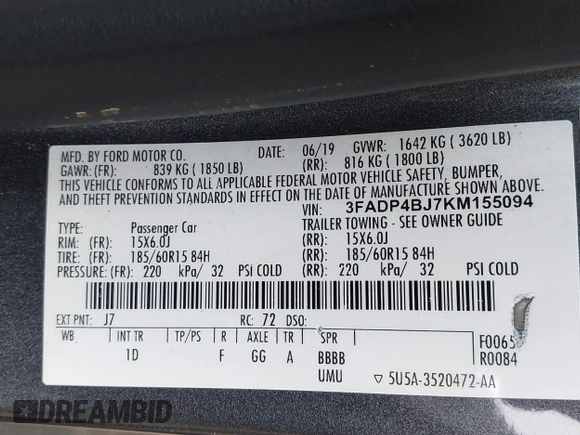 MFD. BY FORD MOTOR CO. DATE: 06/19 GVWR: 1642 KG ( 3620 LB)
GAWR: (FR): 839 KG ( 1850 LB) (RR): 816 KG ( 1800 LB)
THIS VEHICLE CONFORMS TO ALL APPLICABLE FEDERAL MOTOR VEHICLE SAFETY, BUMPER,
AND THEFT PREVENTION STANDARDS IN EFFECT ON THE DATE OF MANUFACTURE SHOWN ABOVE.
VIN: 3FADP4BJ7KM155094
TYPE: Passenger Car TRAILER TOWING - SEE OWNER GUIDE
RIM: (FR): 15X6.0J (RR): 15X6.0J
TIRE: (FR): 185/60R15 84H (RR): 185/60R15 84H
PRESSURE: (FR): 220 kPa/ 32 PSI COLD (RR): 220 kPa/ 32 PSI COLD
EXT PNT: J7 RC: 72 DSO:
WB INT TR TP/PS R AXLE TR SPR F0065
1D F GG A BBBB R0084
UMU ▽ 5U5A-3520472-AA
DREAMBID